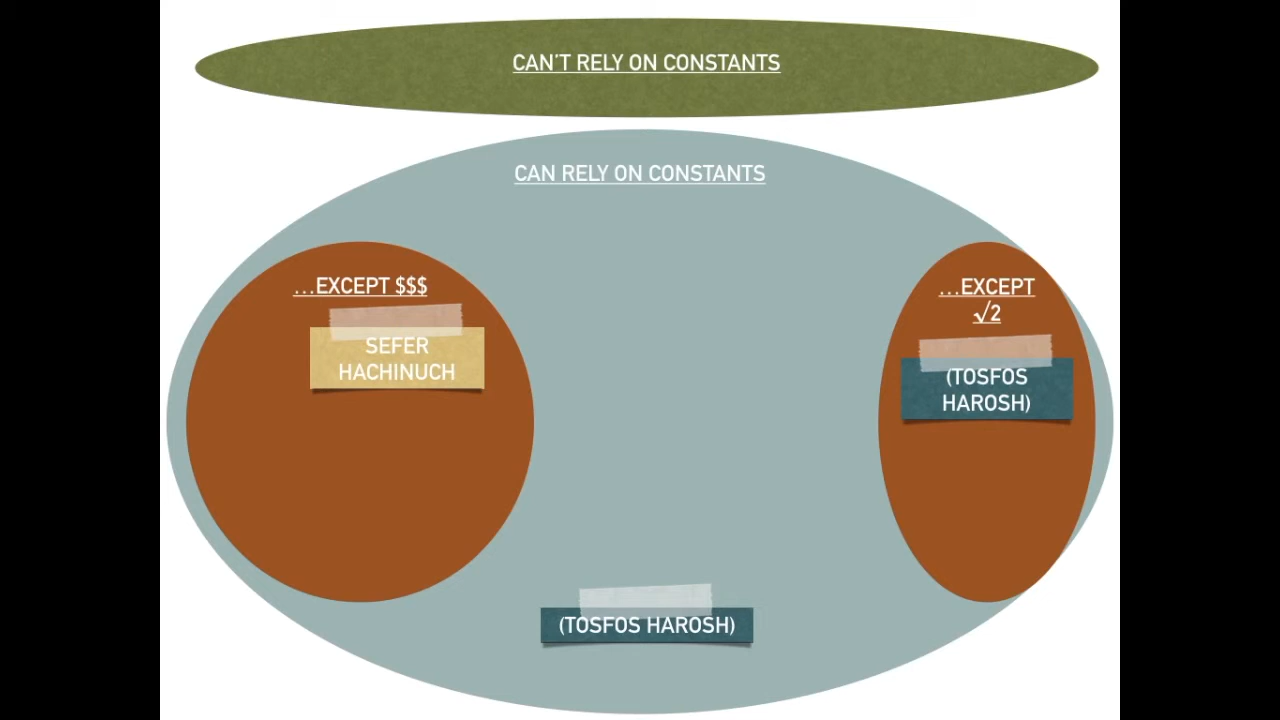 CAN'T RELY ON CONSTANTS
CAN RELY ON CONSTANTS
...EXCEPT $$$
SEFER
HACHINUCH
...EXCEPT
√2
(TOSFOS
HAROSH)
(TOSFOS HAROSH)